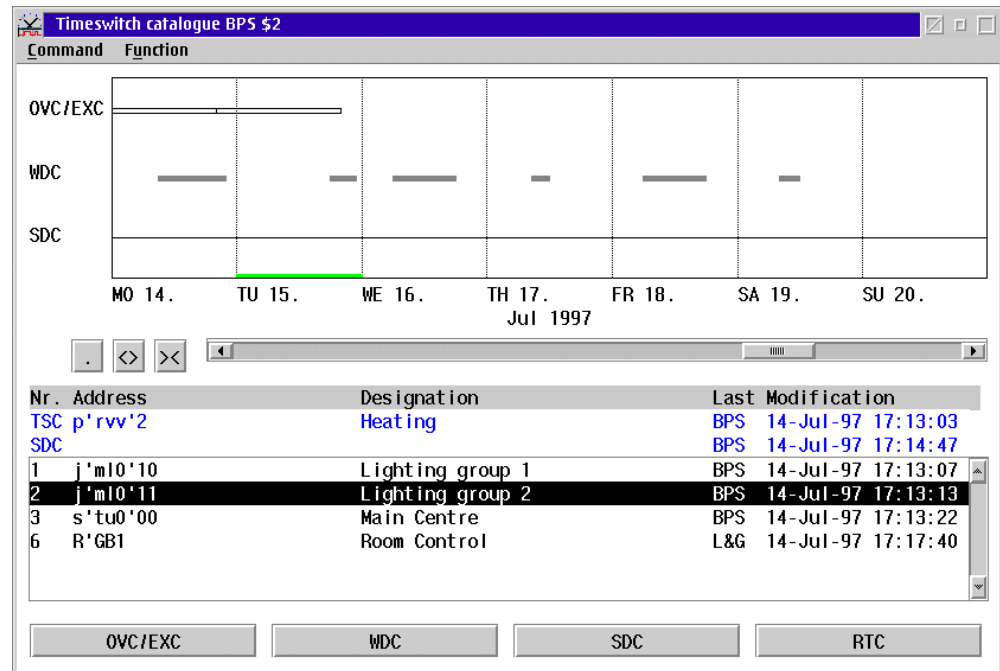 Timeswitch catalogue BPS $2
Command Function
OVC/EXC
WDC
SDC
MO 14. TU 15. WE 16. TH 17. FR 18. SA 19. SU 20.
Jul 1997
. <> ><
Nr. Address Designation Last Modification
TSC p'rvv'2 Heating BPS 14-Jul-97 17:13:03
SDC BPS 14-Jul-97 17:14:47
1 j'ml0'10 Lighting group 1 BPS 14-Jul-97 17:13:07
2 j'ml0'11 Lighting group 2 BPS 14-Jul-97 17:13:13
3 s'tu0'00 Main Centre BPS 14-Jul-97 17:13:22
6 R'GB1 Room Control L&G 14-Jul-97 17:17:40
OVC/EXC WDC SDC RTC